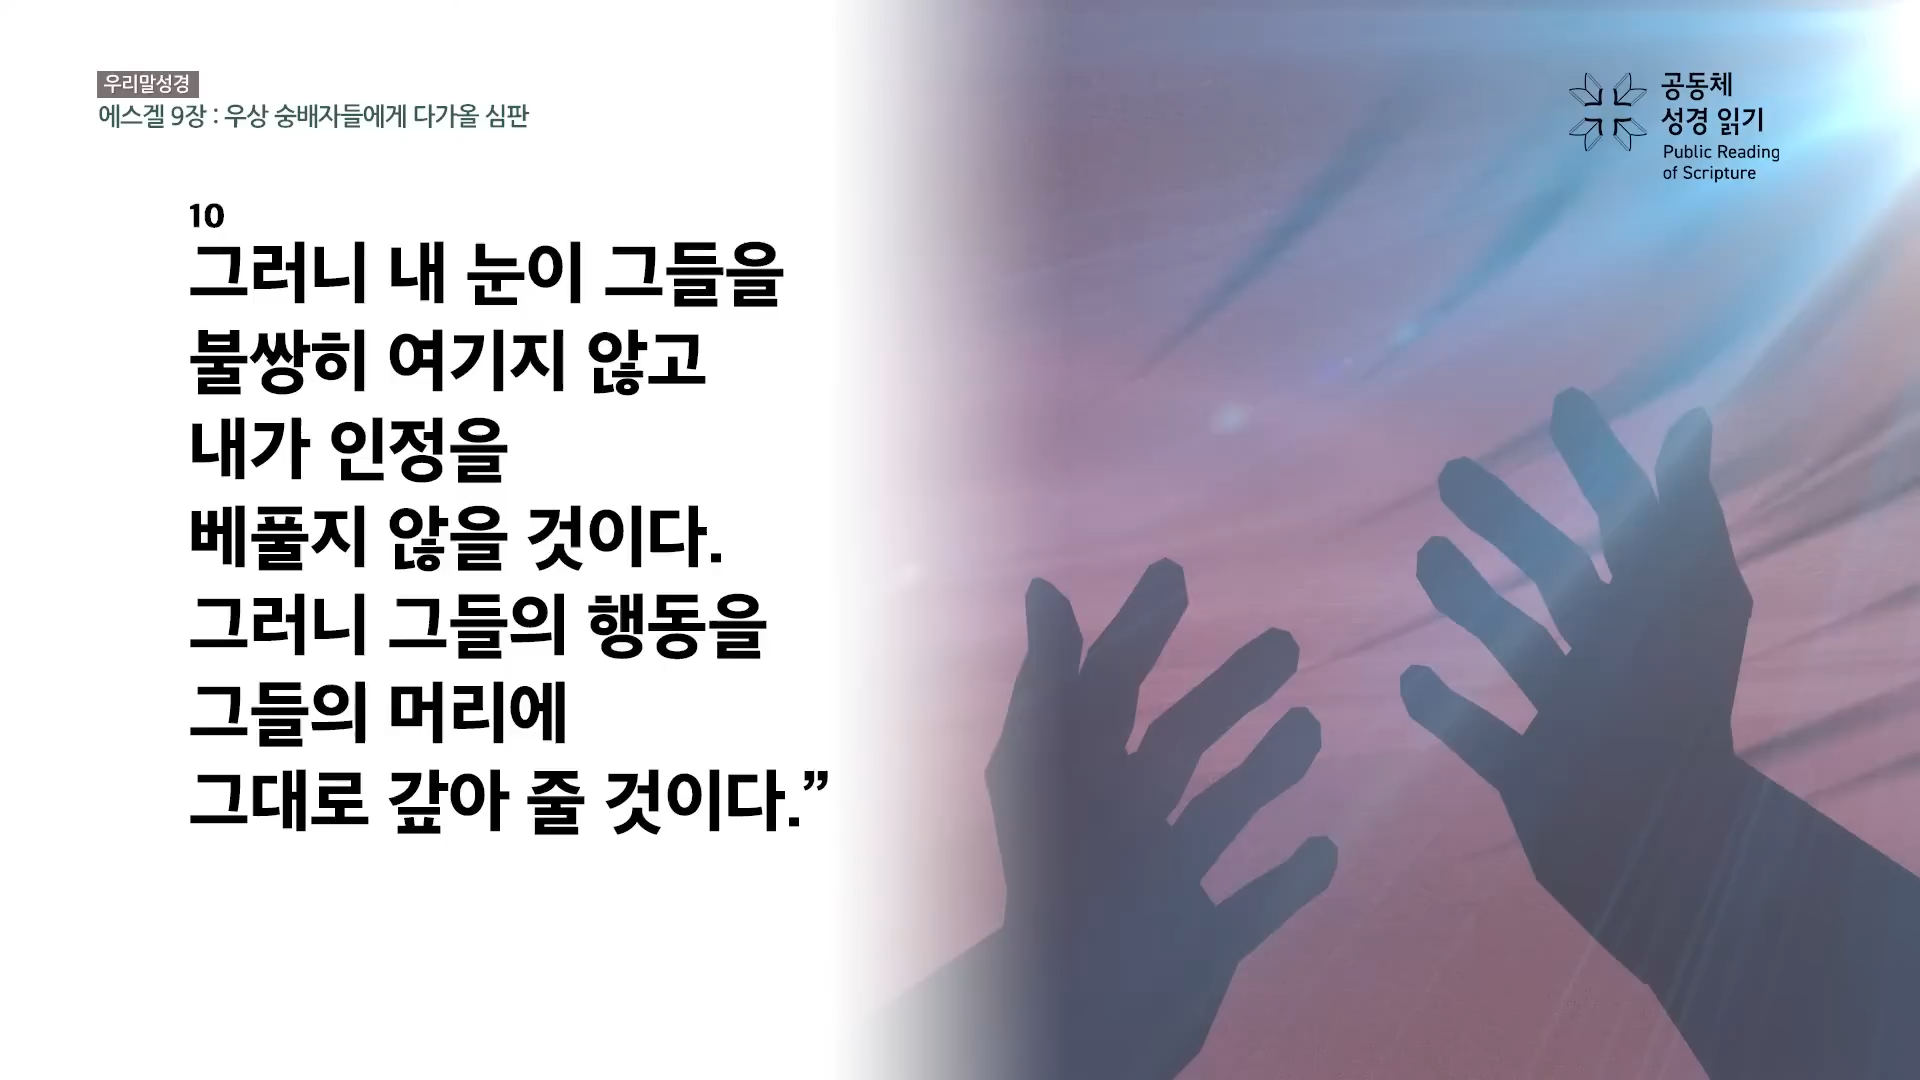 우리말성경
에스겔 9장 : 우상 숭배자들에게 다가올 심판
공동체
성경 읽기
Public Reading
of Scripture
10
그러니 내 눈이 그들을
불쌍히 여기지 않고
내가 인정을
베풀지 않을 것이다.
그러니 그들의 행동을
그들의 머리에
그대로 갚아 줄 것이다.”